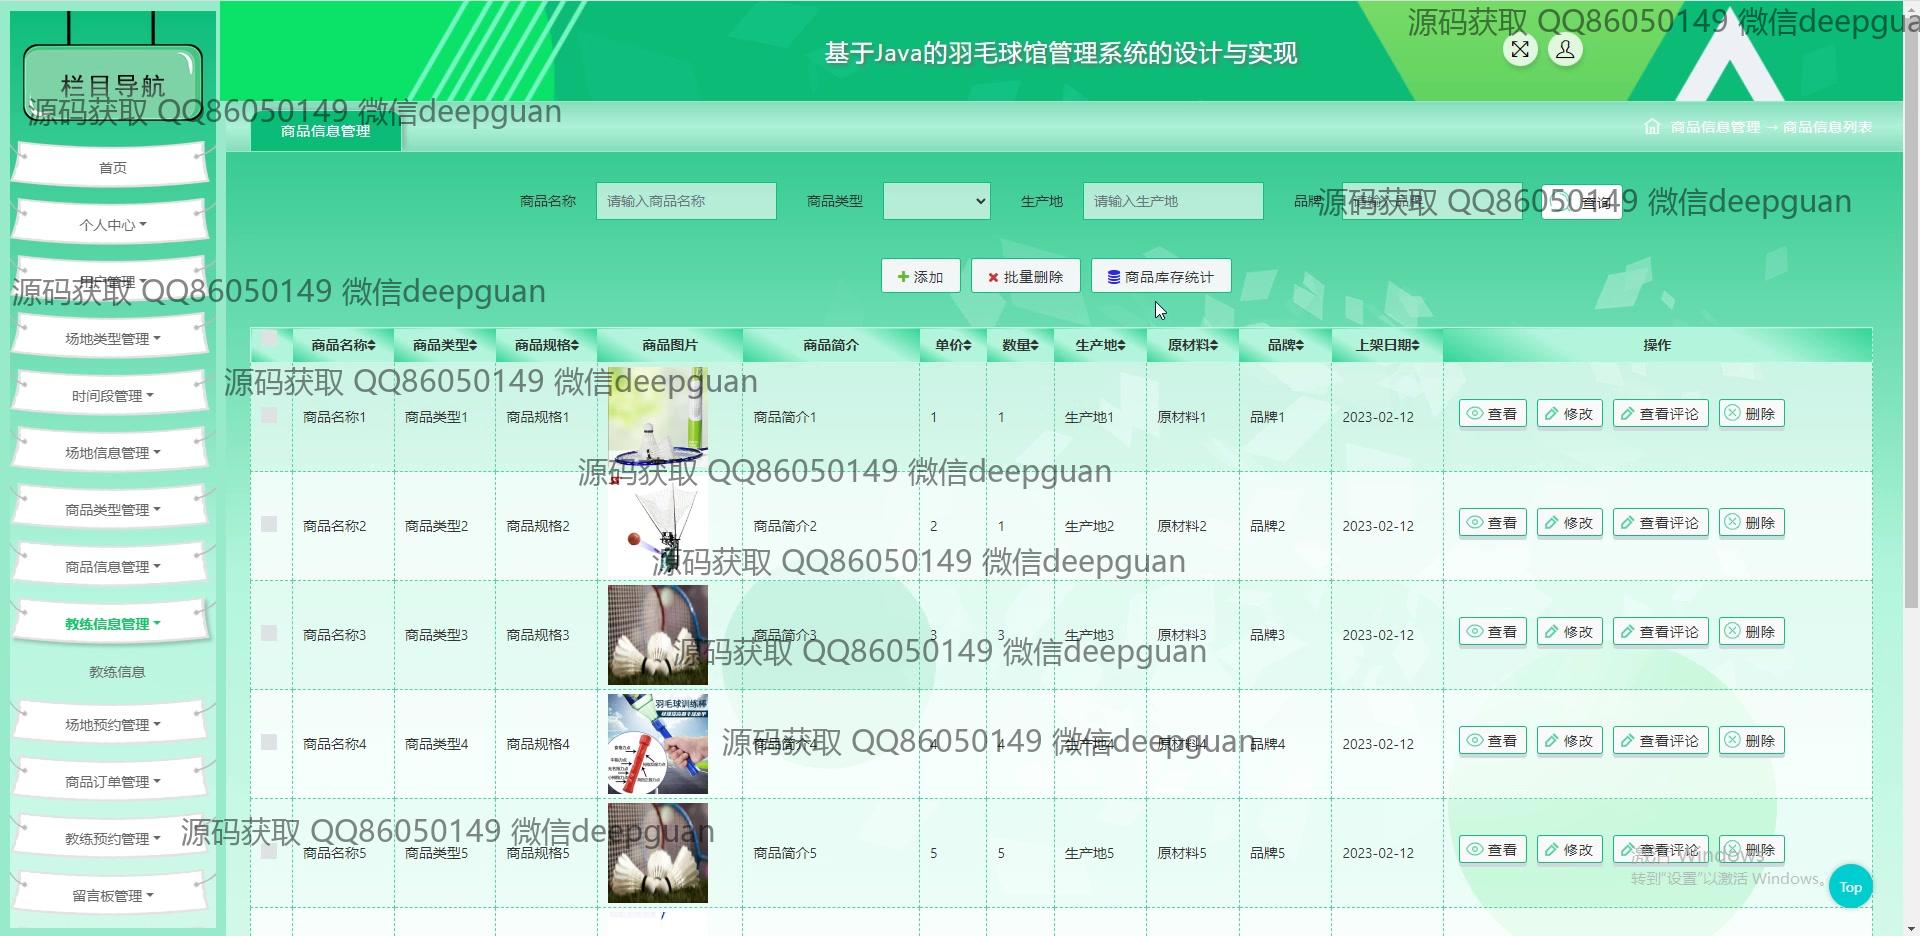 基于Java的羽毛球馆管理系统的设计与实现
源码获取 QQ86050149 微信deepgua
栏目导航
源码获取 QQ86050149 微信deepguan
商品信息管理
商品信息管理 → 商品信息列表
首页
个人中心
用户管理
场地类型管理
时间段管理
场地信息管理
商品类型管理
商品信息管理
教练信息管理
教练信息
场地预约管理
商品订单管理
教练预约管理
留言板管理
商品名称 请输入商品名称 商品类型 生产地 请输入生产地 品牌 请输入品牌 查询
源码获取 QQ86050149 微信deepguan
添加 批量删除 商品库存统计
源码获取 QQ86050149 微信deepguan
商品名称 商品类型 商品规格 商品图片 商品简介 单价 数量 生产地 原材料 品牌 上架日期 操作
源码获取 QQ86050149 微信deepguan
商品名称1 商品类型1 商品规格1 商品简介1 1 1 生产地1 原材料1 品牌1 2023-02-12 查看 修改 查看评论 删除
源码获取 QQ86050149 微信deepguan
商品名称2 商品类型2 商品规格2 商品简介2 2 1 生产地2 原材料2 品牌2 2023-02-12 查看 修改 查看评论 删除
源码获取 QQ86050149 微信deepguan
商品名称3 商品类型3 商品规格3 商品简介3 3 3 生产地3 原材料3 品牌3 2023-02-12 查看 修改 查看评论 删除
源码获取 QQ86050149 微信deepguan
羽毛球训练棒
商品名称4 商品类型4 商品规格4 商品简介4 4 4 生产地4 原材料4 品牌4 2023-02-12 查看 修改 查看评论 删除
源码获取 QQ86050149 微信deepguan
商品名称5 商品类型5 商品规格5 商品简介5 5 5 生产地5 原材料5 品牌5 2023-02-12 查看 修改 查看评论 删除
源码获取 QQ86050149 微信deepguan
激活 Windows
转到“设置”以激活 Windows。
Top